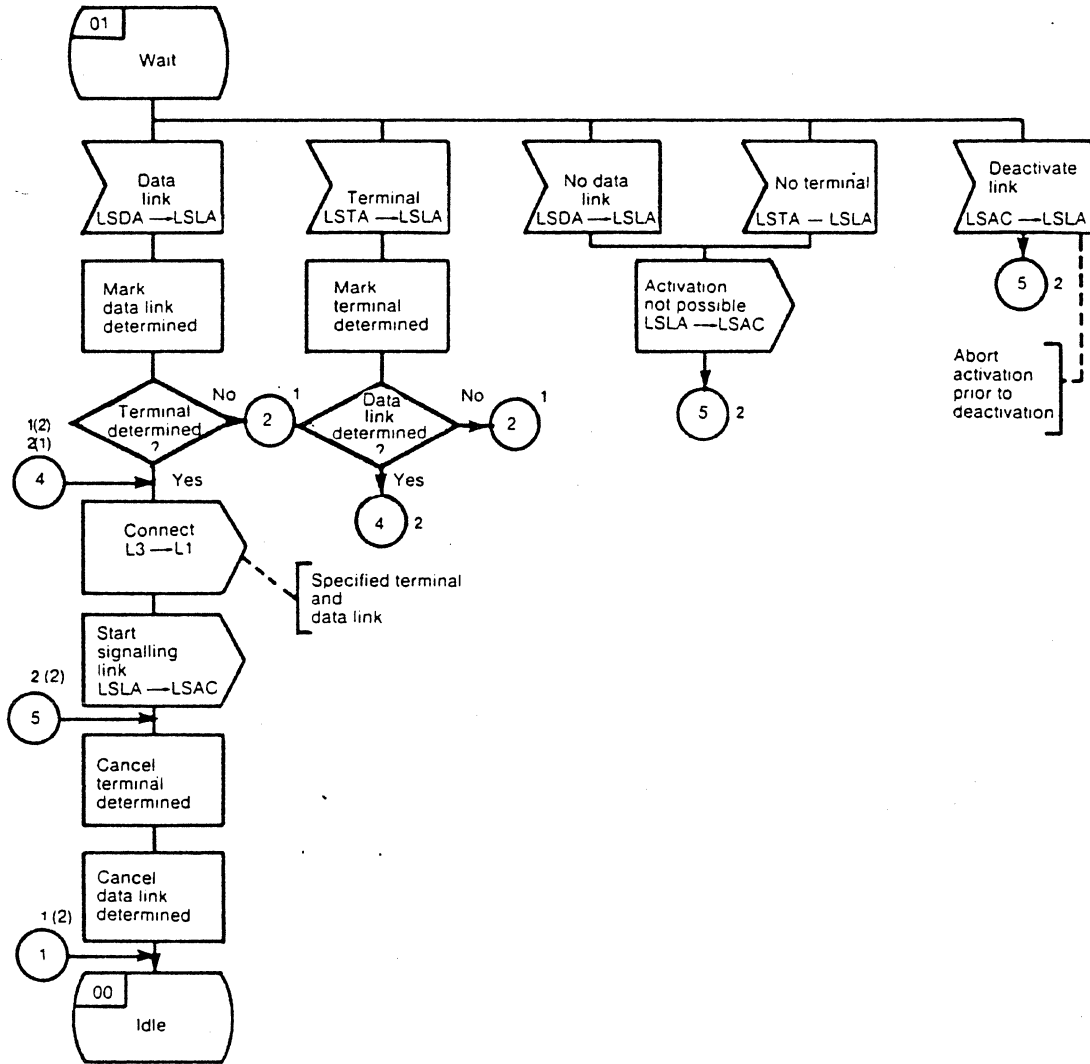 01
Wait
Data
link
LSDA → LSLA
Terminal
LSTA → LSLA
No data
link
LSDA → LSLA
No terminal
LSTA – LSLA
Deactivate
link
LSAC → LSLA
Mark
data link
determined
Mark
terminal
determined
Activation
not possible
LSLA → LSAC
5 2
Abort
activation
prior to
deactivation
Terminal
determined
?
No
2 1
Data
link
determined
?
No
2 1
5 2
1(2)
2(1)
4
Yes
Yes
4 2
Connect
L3 → L1
Specified terminal
and
data link
Start
signalling
link
LSLA → LSAC
2 (2)
5
Cancel
terminal
determined
Cancel
data link
determined
1 (2)
1
00
Idle